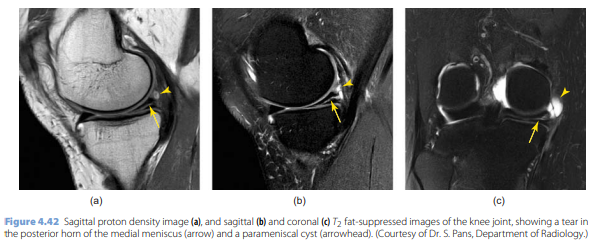 (a)
(b)
(c)
Figure 4.42 Sagittal proton density image (a), and sagittal (b) and coronal (c) T2 fat-suppressed images of the knee joint, showing a tear in
the posterior horn of the medial meniscus (arrow) and a parameniscal cyst (arrowhead). (Courtesy of Dr. S. Pans, Department of Radiology.)